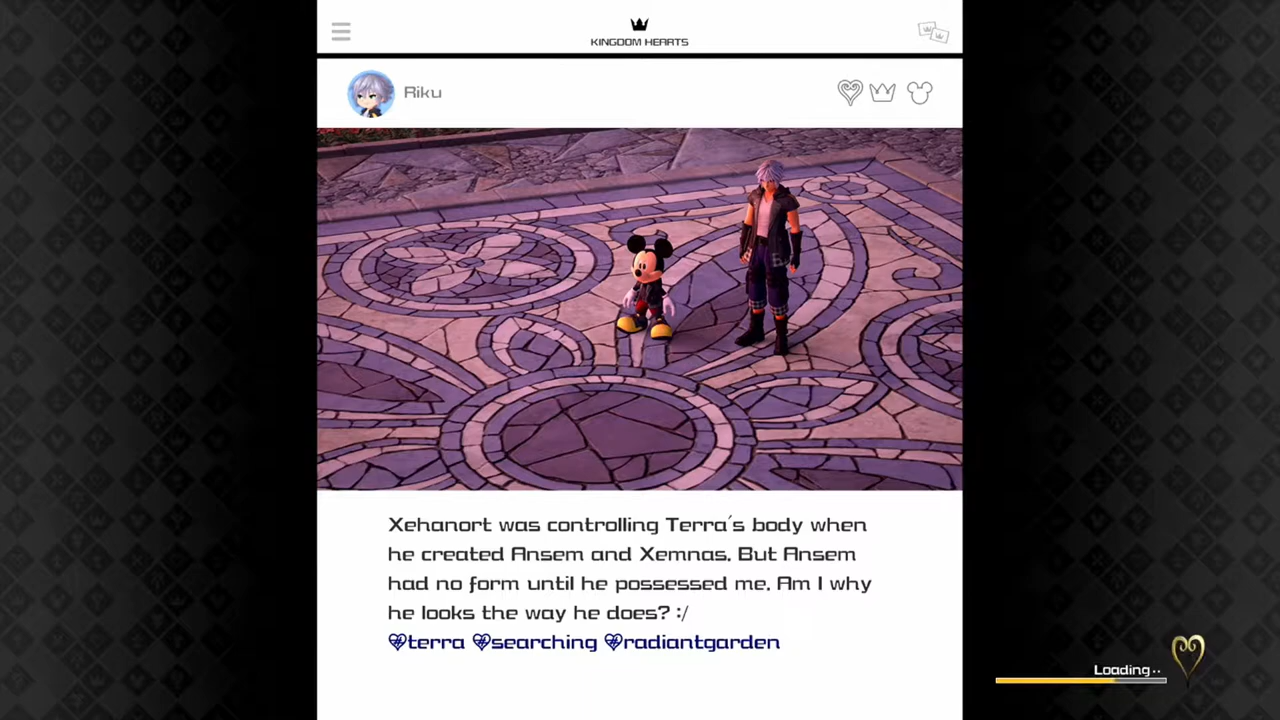 KINGDOM HEARTS
Riku
Xehanort was controlling Terra's body when
he created Ansem and Xemnas. But Ansem
had no form until he possessed me. Am I why
he looks the way he does? :/
#terra #searching #radiantgarden
Loading..